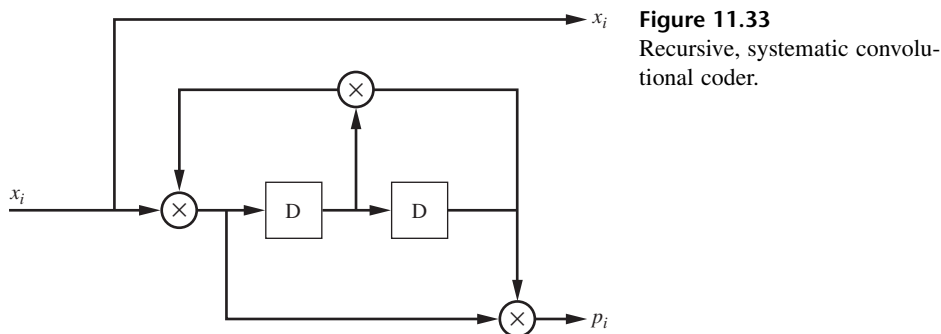 x_i
Figure 11.33
Recursive, systematic convolu-
tional coder.
×
x_i
×
D
D
×
p_i